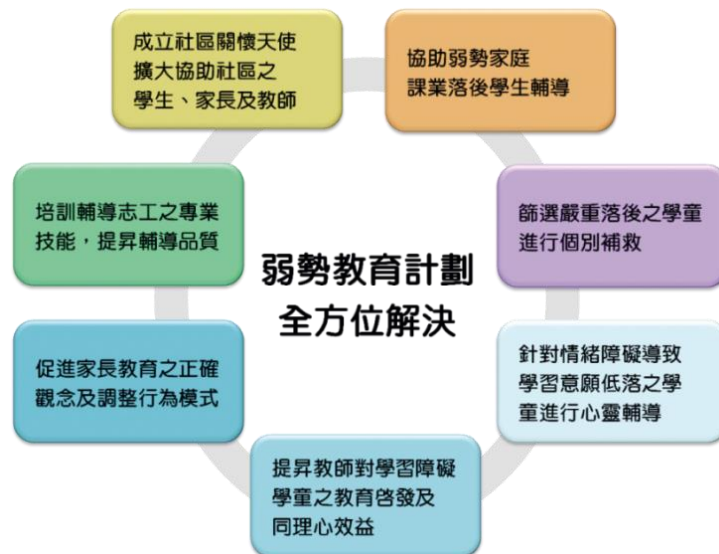 成立社區關懷天使
擴大協助社區之
學生、家長及教師
協助弱勢家庭
課業落後學生輔導
培訓輔導志工之專業
技能，提昇輔導品質
篩選嚴重落後之學童
進行個別補救
弱勢教育計劃
全方位解決
促進家長教育之正確
觀念及調整行為模式
針對情緒障礙導致
學習意願低落之學
童進行心靈輔導
提昇教師對學習障礙
學童之教育啓發及
同理心效益